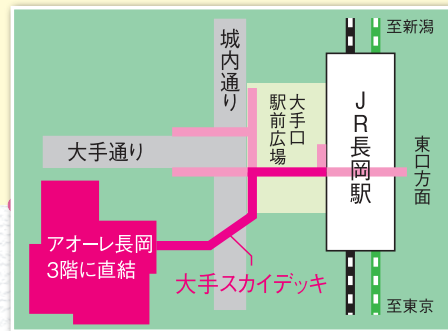 至新潟
城内通り
大手口
駅前広場
JR長岡駅
東口方面
大手通り
アオーレ長岡
3階に直結
大手スカイデッキ
至東京